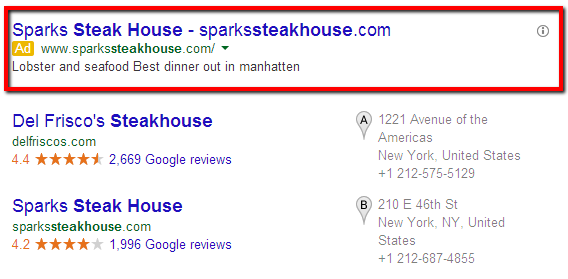 Sparks Steak House - sparkssteakhouse.com
Ad www.sparkssteakhouse.com/
Lobster and seafood Best dinner out in manhatten
Del Frisco's Steakhouse
delfriscos.com
4.4 2,669 Google reviews
A 1221 Avenue of the
Americas
New York, United States
+1 212-575-5129
Sparks Steak House
sparkssteakhouse.com
4.2 1,996 Google reviews
B 210 E 46th St
New York, NY, United
States
+1 212-687-4855